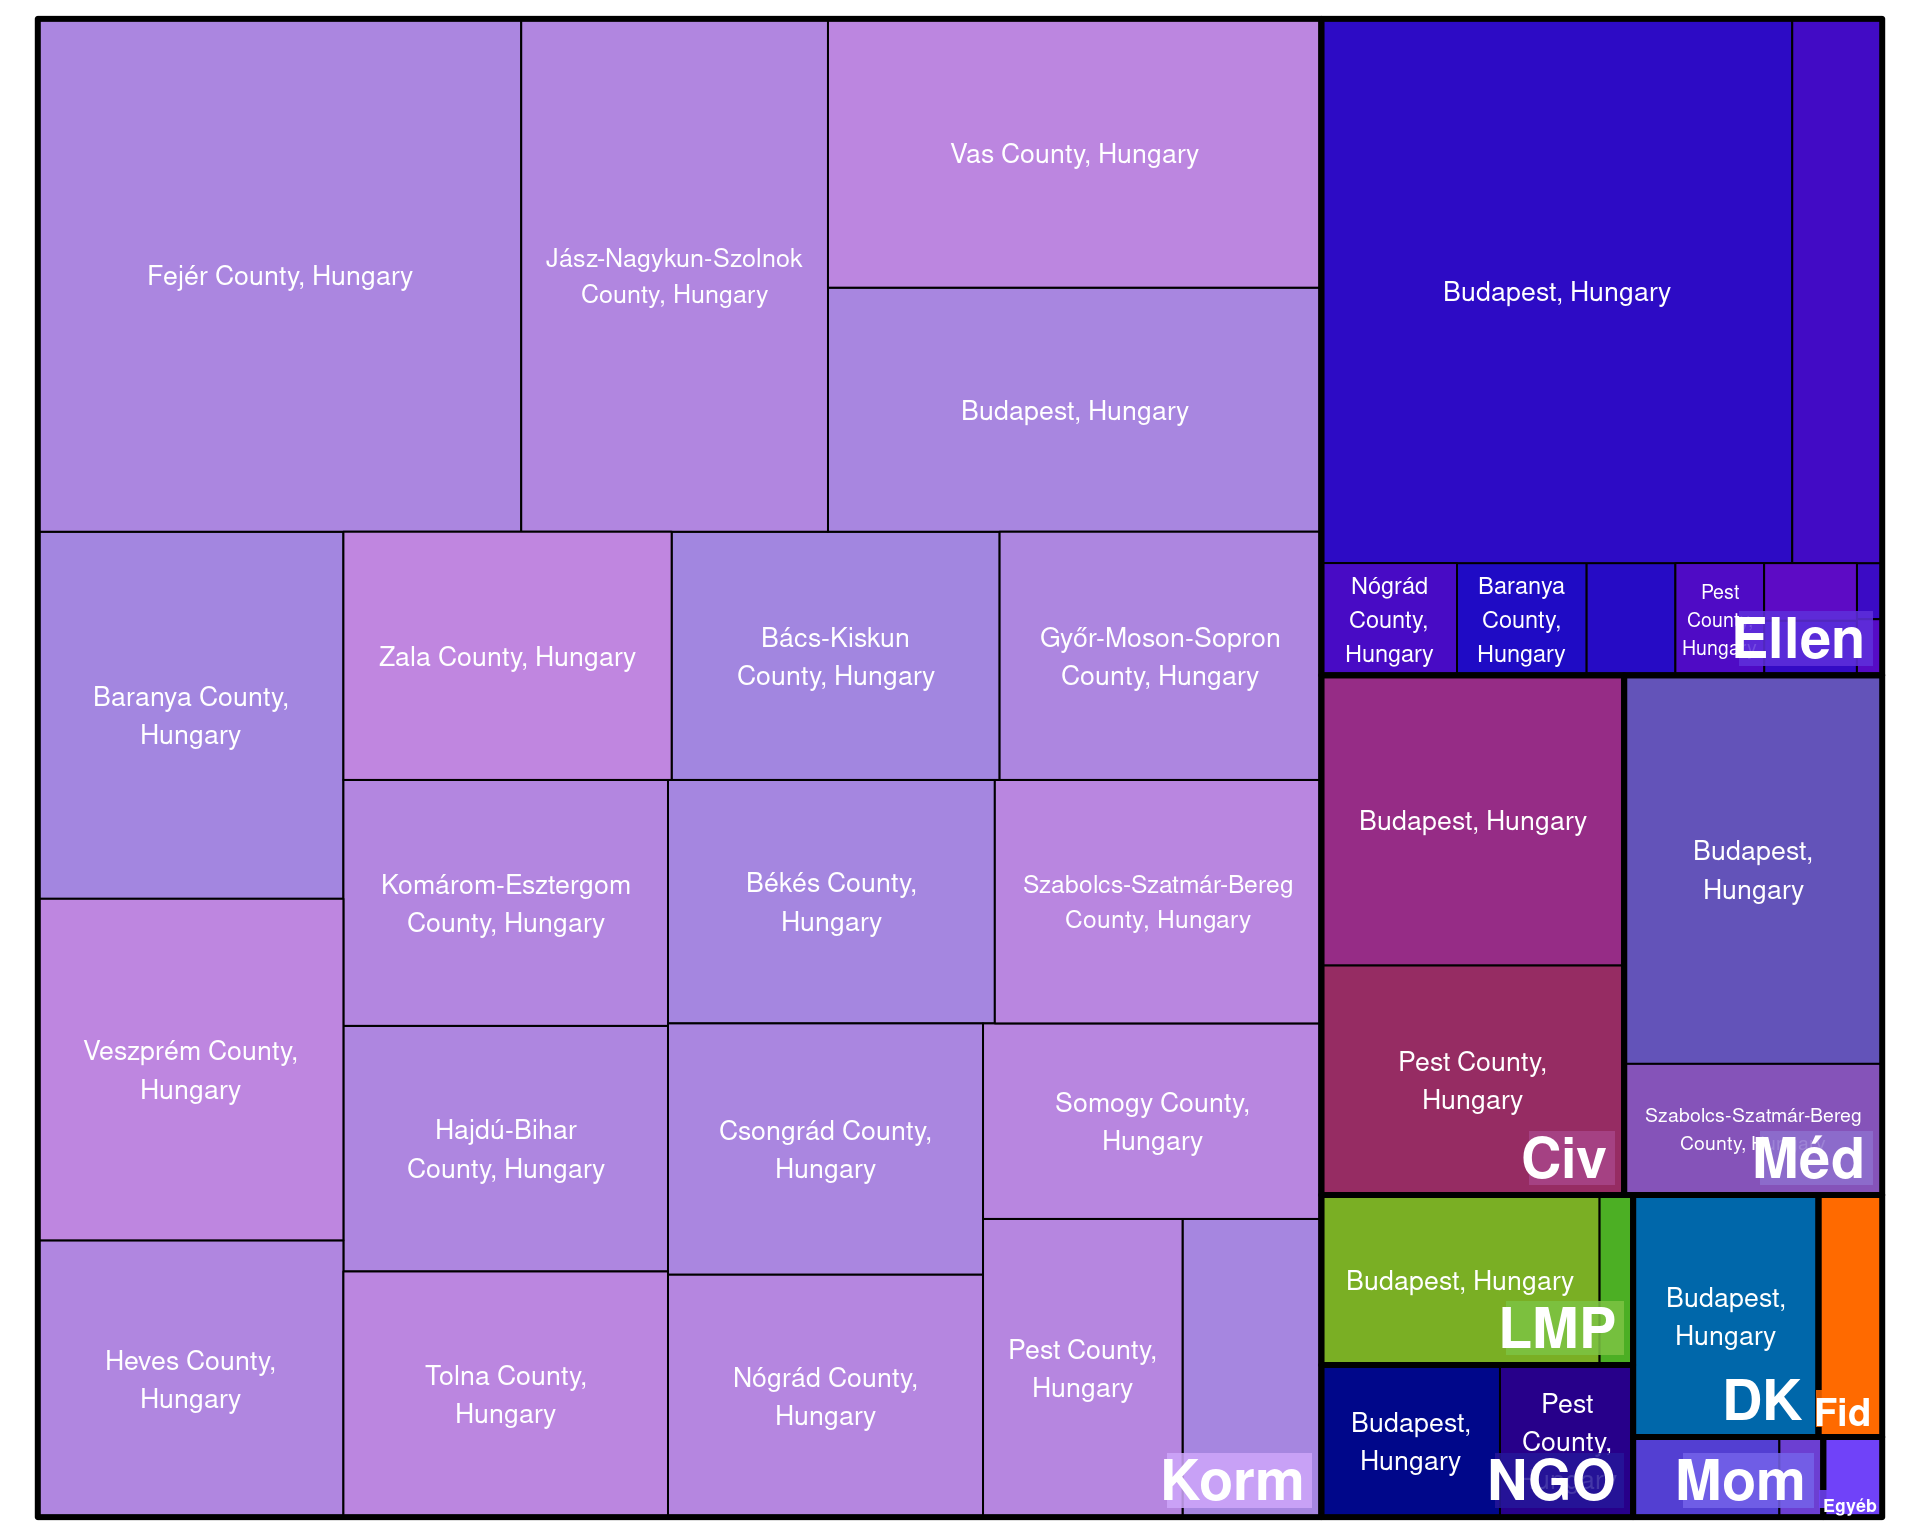 Fejér County, Hungary
Jász-Nagykun-Szolnok
County, Hungary
Vas County, Hungary
Budapest, Hungary
Baranya County,
Hungary
Zala County, Hungary
Bács-Kiskun
County, Hungary
Győr-Moson-Sopron
County, Hungary
Komárom-Esztergom
County, Hungary
Békés County,
Hungary
Szabolcs-Szatmár-Bereg
County, Hungary
Veszprém County,
Hungary
Hajdú-Bihar
County, Hungary
Csongrád County,
Hungary
Somogy County,
Hungary
Heves County,
Hungary
Tolna County,
Hungary
Nógrád County,
Hungary
Pest County,
Hungary
Korm
Budapest, Hungary
Nógrád
County,
Hungary
Baranya
County,
Hungary
Pest
County,
Hungary
Ellen
Budapest, Hungary
Pest County,
Hungary
Civ
Budapest,
Hungary
Szabolcs-Szatmár-Bereg
County, Hungary
Méd
Budapest, Hungary
LMP
Budapest,
Hungary
DK
Fid
Budapest,
Hungary
Pest
County,
Hungary
NGO
Mom
Egyéb